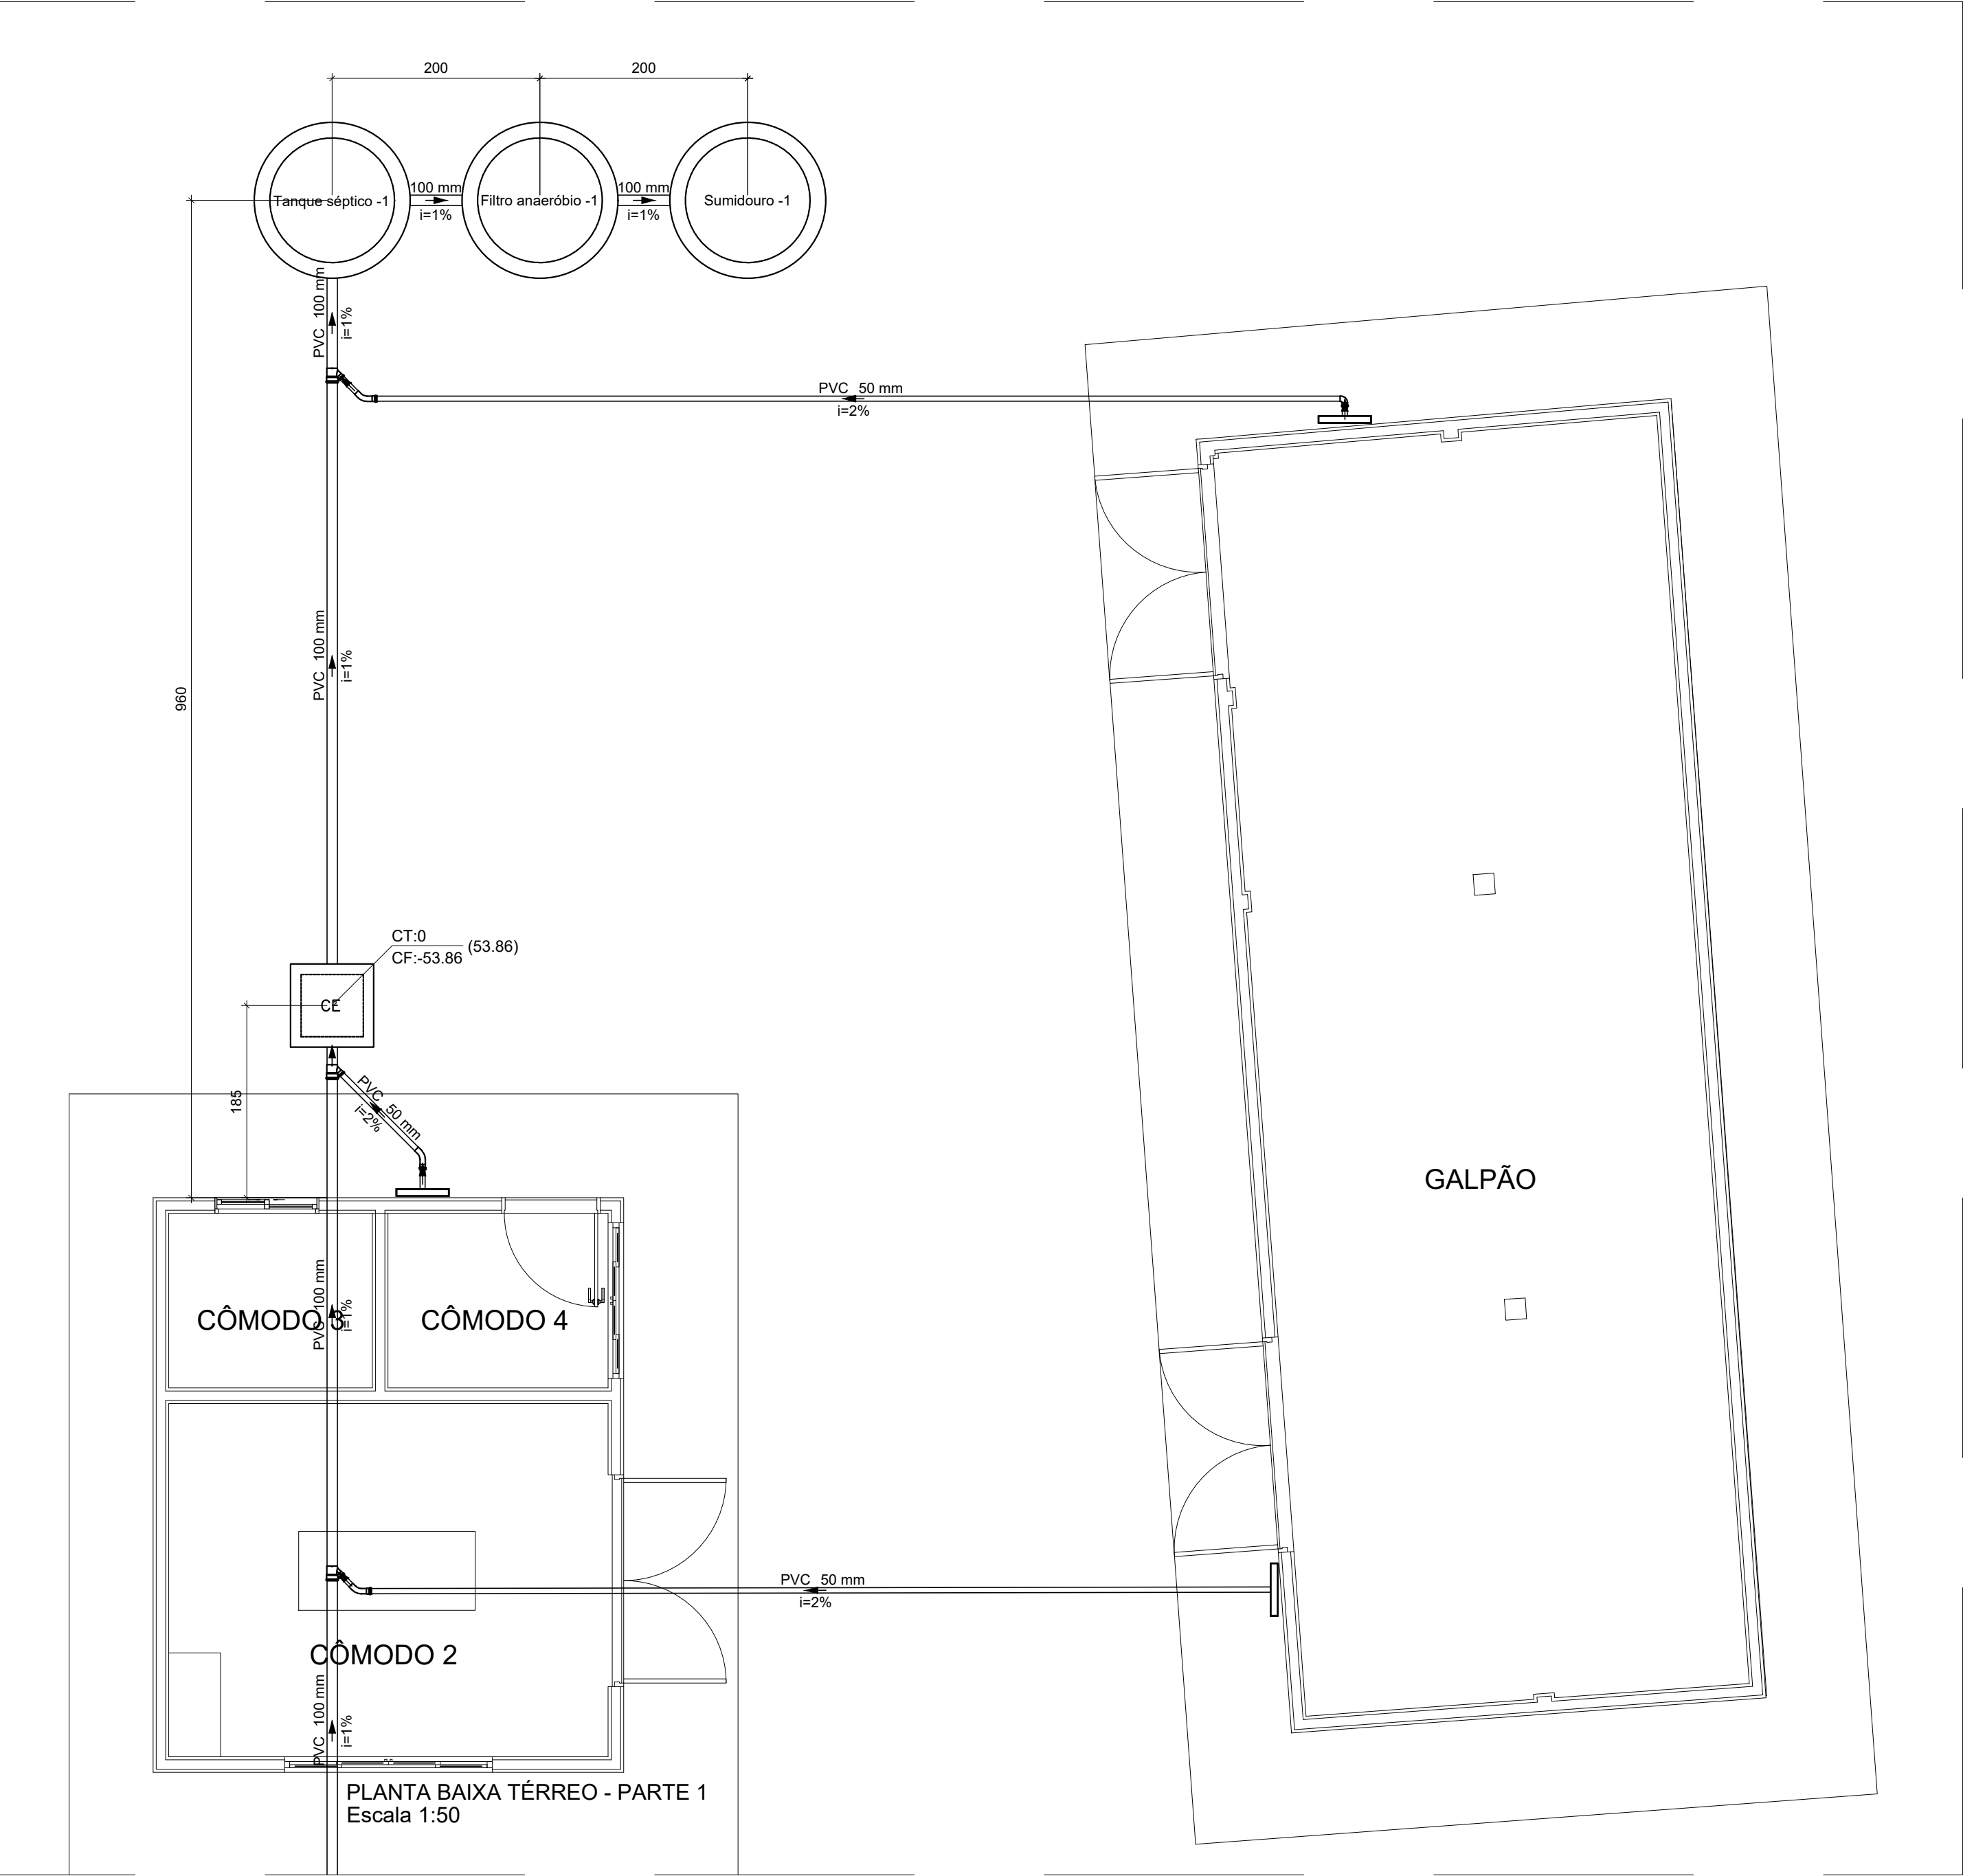 200
200
Tanque séptico -1
100 mm
i=1%
Filtro anaeróbio -1
100 mm
i=1%
Sumidouro -1
PVC 100 mm
i=1%
PVC 50 mm
i=2%
PVC 100 mm
i=1%
960
CT:0
CF:-53.86
(53.86)
CE
185
PVC 50 mm
i=2%
GALPÃO
CÔMODO 3
PVC 100 mm
i=1%
CÔMODO 4
PVC 50 mm
i=2%
CÔMODO 2
PVC 100 mm
i=1%
PLANTA BAIXA TÉRREO - PARTE 1
Escala 1:50